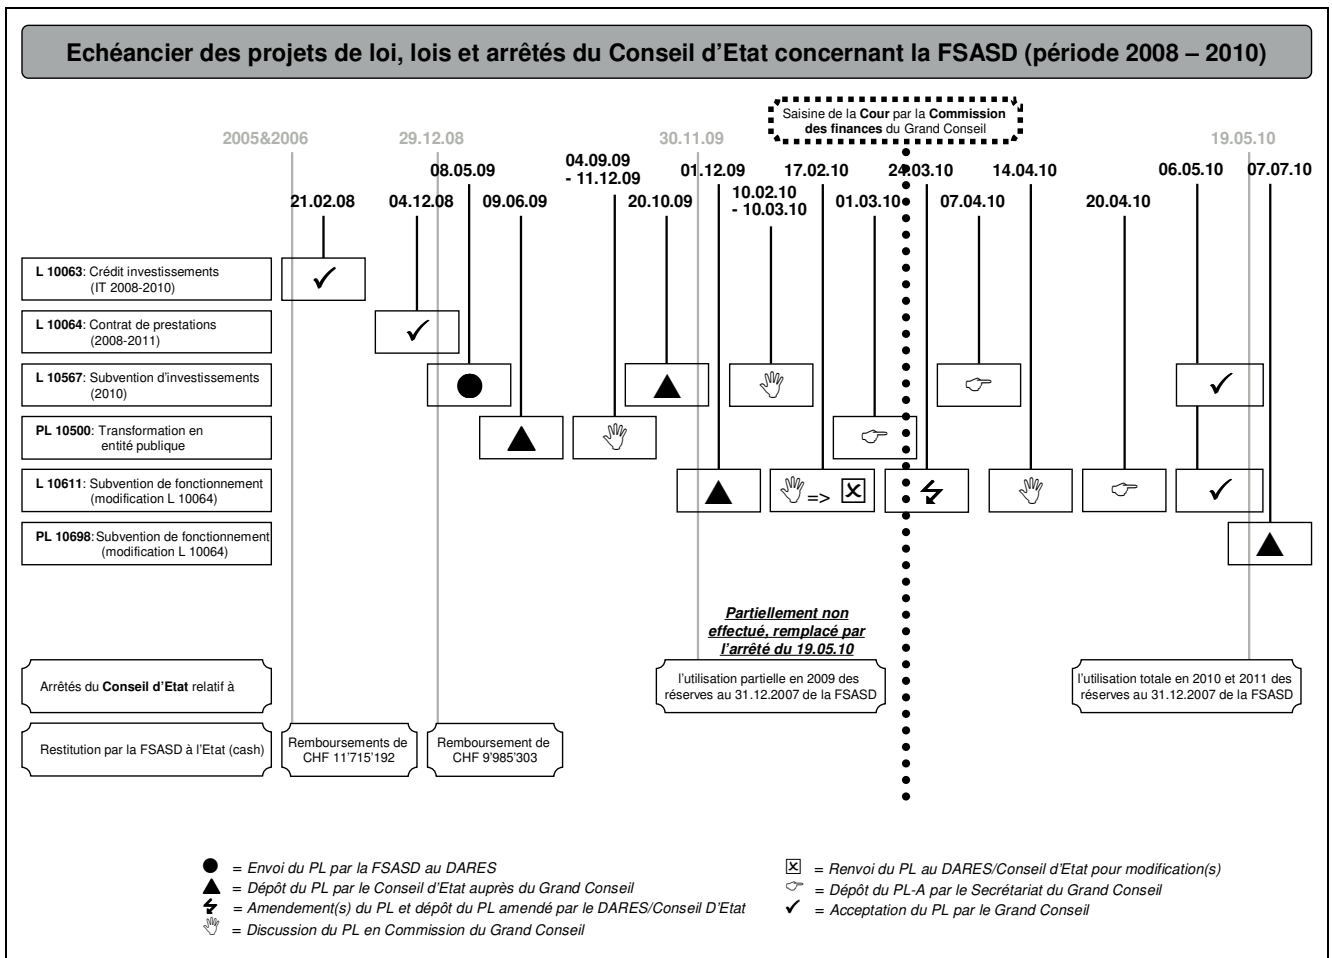 Echéancier des projets de loi, lois et arrêtés du Conseil d'Etat concernant la FSASD (période 2008 – 2010)
Saisine de la Cour par la Commission
des finances du Grand Conseil
2005&2006
29.12.08
30.11.09
19.05.10
08.05.09
04.09.09
- 11.12.09
01.12.09
17.02.10
24.03.10
14.04.10
06.05.10
07.07.10
21.02.08
04.12.08
09.06.09
20.10.09
10.02.10
- 10.03.10
01.03.10
07.04.10
20.04.10
L 10063: Crédit investissements
(IT 2008-2010)
✓
L 10064: Contrat de prestations
(2008-2011)
✓
L 10567: Subvention d'investissements
(2010)
✓
PL 10500: Transformation en
entité publique
L 10611: Subvention de fonctionnement
(modification L 10064)
=>
✓
PL 10698: Subvention de fonctionnement
(modification L 10064)
Partiellement non
effectué, remplacé par
l'arrêté du 19.05.10
Arrêtés du Conseil d'Etat relatif à
l'utilisation partielle en 2009 des
réserves au 31.12.2007 de la FSASD
l'utilisation totale en 2010 et 2011 des
réserves au 31.12.2007 de la FSASD
Restitution par la FSASD à l'Etat (cash)
Remboursements de
CHF 11'715'192
Remboursement de
CHF 9'985'303
= Envoi du PL par la FSASD au DARES
= Dépôt du PL par le Conseil d'Etat auprès du Grand Conseil
= Amendement(s) du PL et dépôt du PL amendé par le DARES/Conseil D'Etat
= Discussion du PL en Commission du Grand Conseil
= Renvoi du PL au DARES/Conseil d'Etat pour modification(s)
= Dépôt du PL-A par le Secrétariat du Grand Conseil
✓ = Acceptation du PL par le Grand Conseil